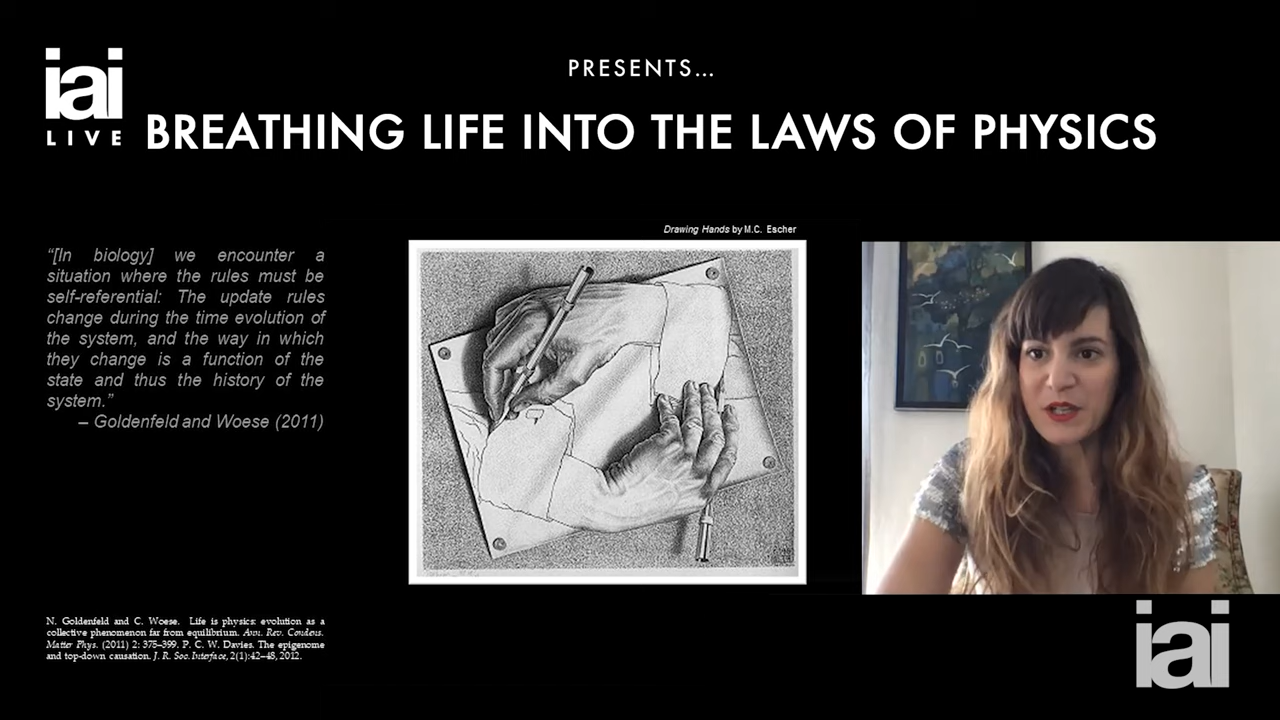 iai
LIVE
PRESENTS...
BREATHING LIFE INTO THE LAWS OF PHYSICS
Drawing Hands by M.C. Escher
“[In biology] we encounter a
situation where the rules must be
self-referential: The update rules
change during the time evolution of
the system, and the way in which
they change is a function of the
state and thus the history of the
system.”
– Goldenfeld and Woese (2011)
N. Goldenfeld and C. Woese. Life is physics: evolution as a
collective phenomenon far from equilibrium. Ann. Rev. Condens.
Matter Phys. (2011) 2: 375–399. P. C. W. Davies. The epigenome
and top-down causation. J. R. Soc. Interface, 2(1):42–48, 2012.
iai